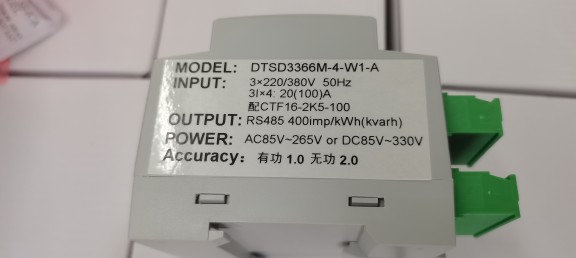 MODEL: DTSD3366M-4-W1-A
INPUT: 3×220/380V 50Hz
3I×4: 20(100)A
配CTF16-2K5-100
OUTPUT: RS485 400imp/kWh(kvarh)
POWER: AC85V~265V or DC85V~330V
Accuracy: 有功 1.0 无功 2.0